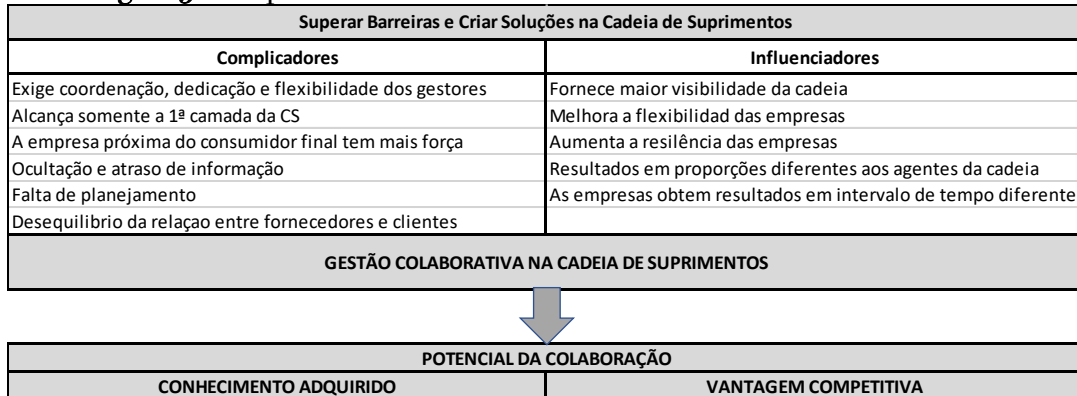 Superar Barreiras e Criar Soluções na Cadeia de Suprimentos
Complicadores
Influenciadores
Exige coordenação, dedicação e flexibilidade dos gestores
Fornece maior visibilidade da cadeia
Alcança somente a 1ª camada da CS
Melhora a flexibilidad das empresas
A empresa próxima do consumidor final tem mais força
Aumenta a resilência das empresas
Ocultação e atraso de informação
Resultados em proporções diferentes aos agentes da cadeia
Falta de planejamento
As empresas obtem resultados em intervalo de tempo diferente
Desequilibrio da relaçao entre fornecedores e clientes
GESTÃO COLABORATIVA NA CADEIA DE SUPRIMENTOS
POTENCIAL DA COLABORAÇÃO
CONHECIMENTO ADQUIRIDO
VANTAGEM COMPETITIVA